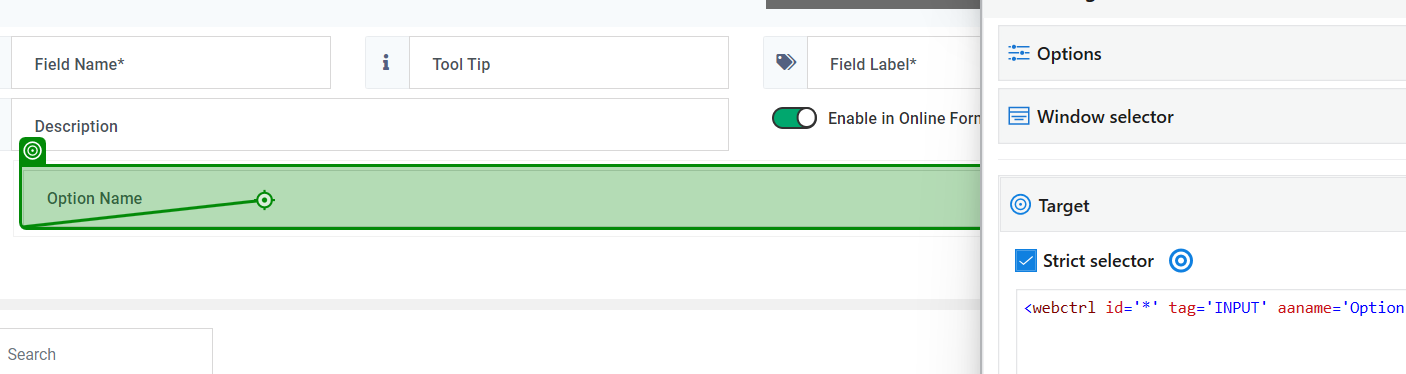 Options
Field Name*
Tool Tip
Field Label*
Window selector
Description
Enable in Online Form
Option Name
Target
Strict selector
<webctrl id='*' tag='INPUT' aaname='Option
Search